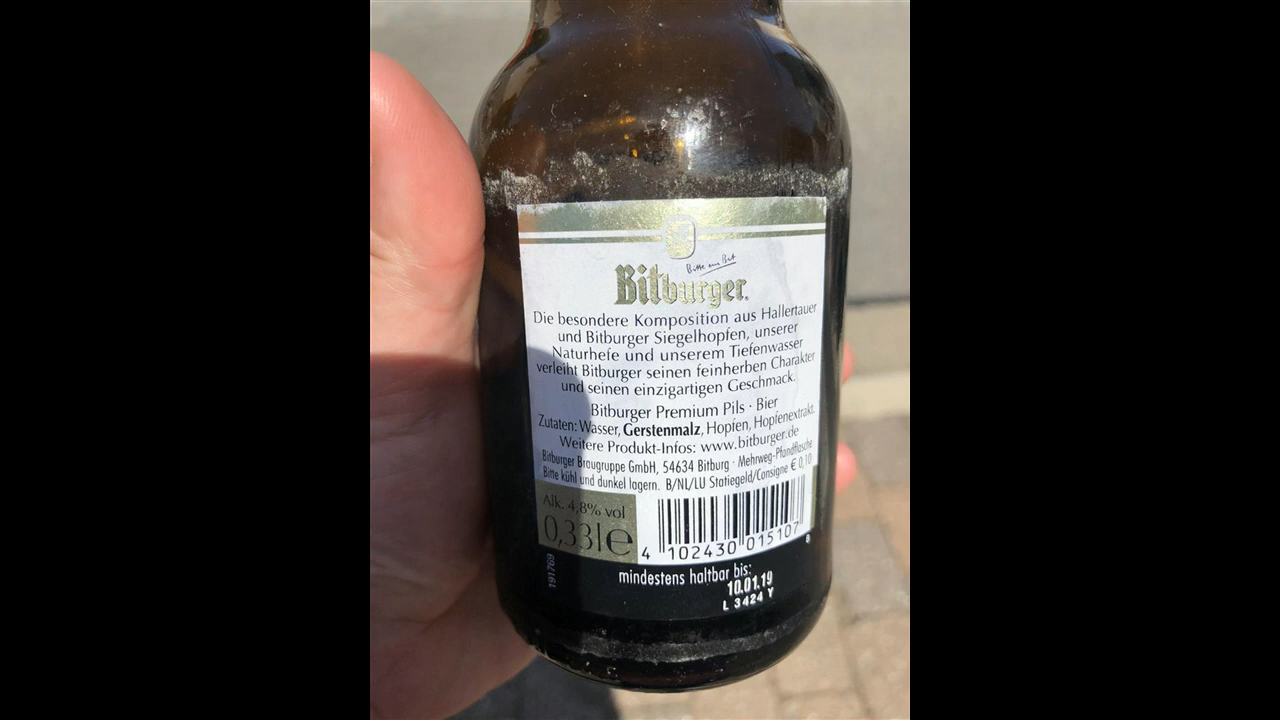 Bitte ein Bit
Bitburger
Die besondere Komposition aus Hallertauer
und Bitburger Siegelhopfen, unserer
Naturhefe und unserem Tiefenwasser
verleiht Bitburger seinen feinherben Charakter
und seinen einzigartigen Geschmack.
Bitburger Premium Pils · Bier
Zutaten: Wasser, Gerstenmalz, Hopfen, Hopfenextrakt.
Weitere Produkt-Infos: www.bitburger.de
Bitburger Braugruppe GmbH, 54634 Bitburg · Mehrweg-Pfandflasche
Bitte kühl und dunkel lagern. B/NL/LU Statiegeld/Consigne € 0,10
Alk. 4,8% vol
0,33l e
4 102430 015107
8
191769
mindestens haltbar bis:
10.01.19
L 3424 Y